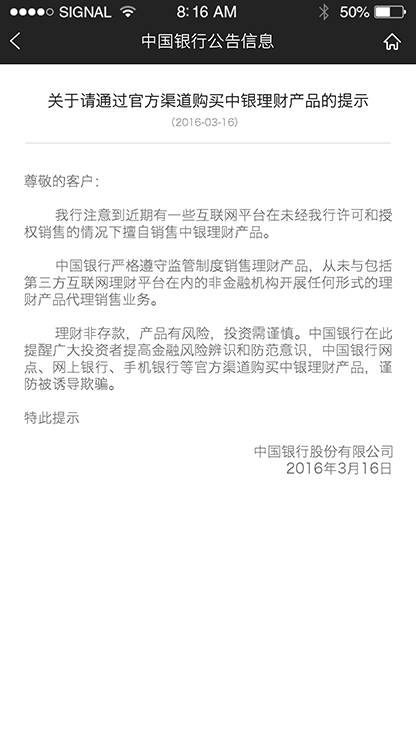 SIGNAL 8:16 AM 50%
中国银行公告信息
关于请通过官方渠道购买中银理财产品的提示
（2016-03-16）
尊敬的客户：
我行注意到近期有一些互联网平台在未经我行许可和授
权销售的情况下擅自销售中银理财产品。
中国银行严格遵守监管制度销售理财产品，从未与包括
第三方互联网理财平台在内的非金融机构开展任何形式的理
财产品代理销售业务。
理财非存款，产品有风险，投资需谨慎。中国银行在此
提醒广大投资者提高金融风险辨识和防范意识，中国银行网
点、网上银行、手机银行等官方渠道购买中银理财产品，谨
防被诱导欺骗。
特此提示
中国银行股份有限公司
2016年3月16日